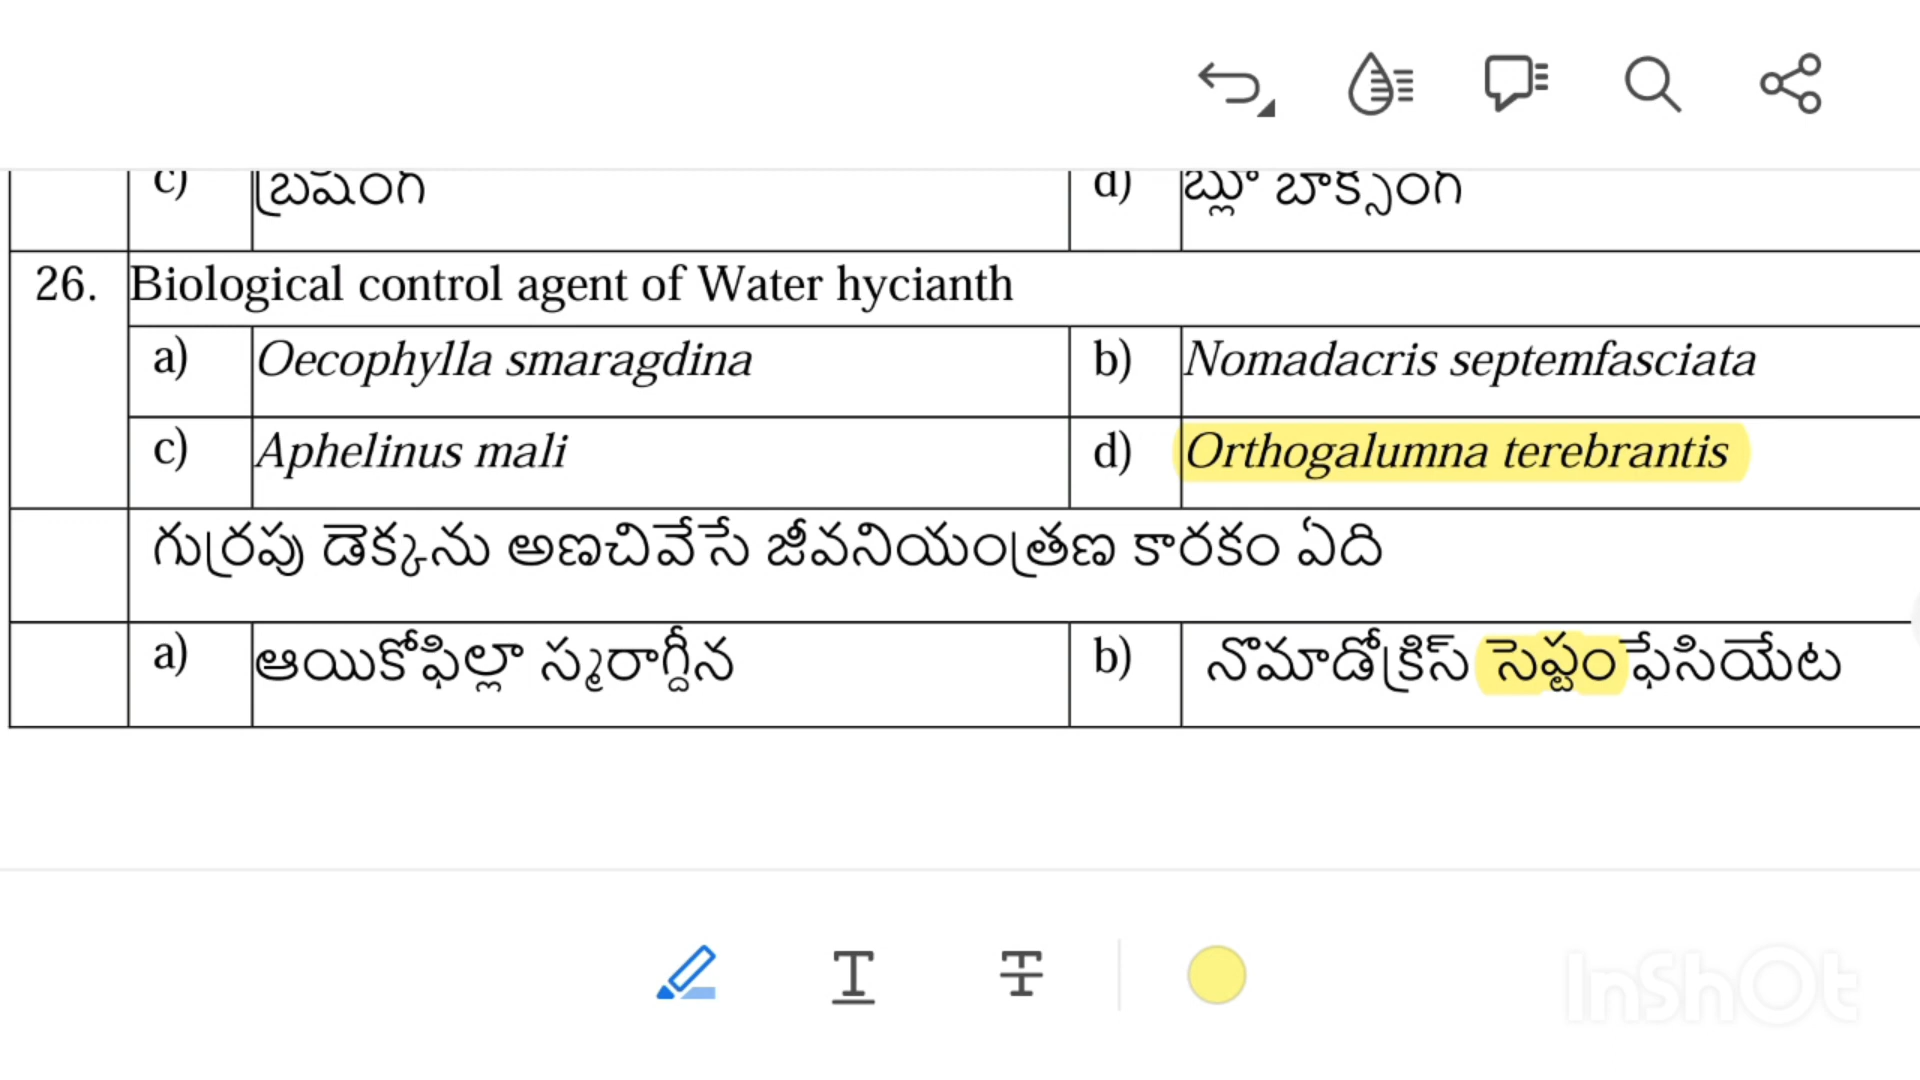 c) బ్రషింగ్ d) బ్లూ బాక్సింగ్
26. Biological control agent of Water hycianth
a) Oecophylla smaragdina b) Nomadacris septemfasciata
c) Aphelinus mali d) Orthogalumna terebrantis
గుర్రపు డెక్కను అణచివేసే జీవనియంత్రణ కారకం ఏది
a) ఆయికోఫిల్లా స్మరాగ్దీన b) నొమాడోక్రిస్ సెప్టంఫేసియేట
T T
InShOt